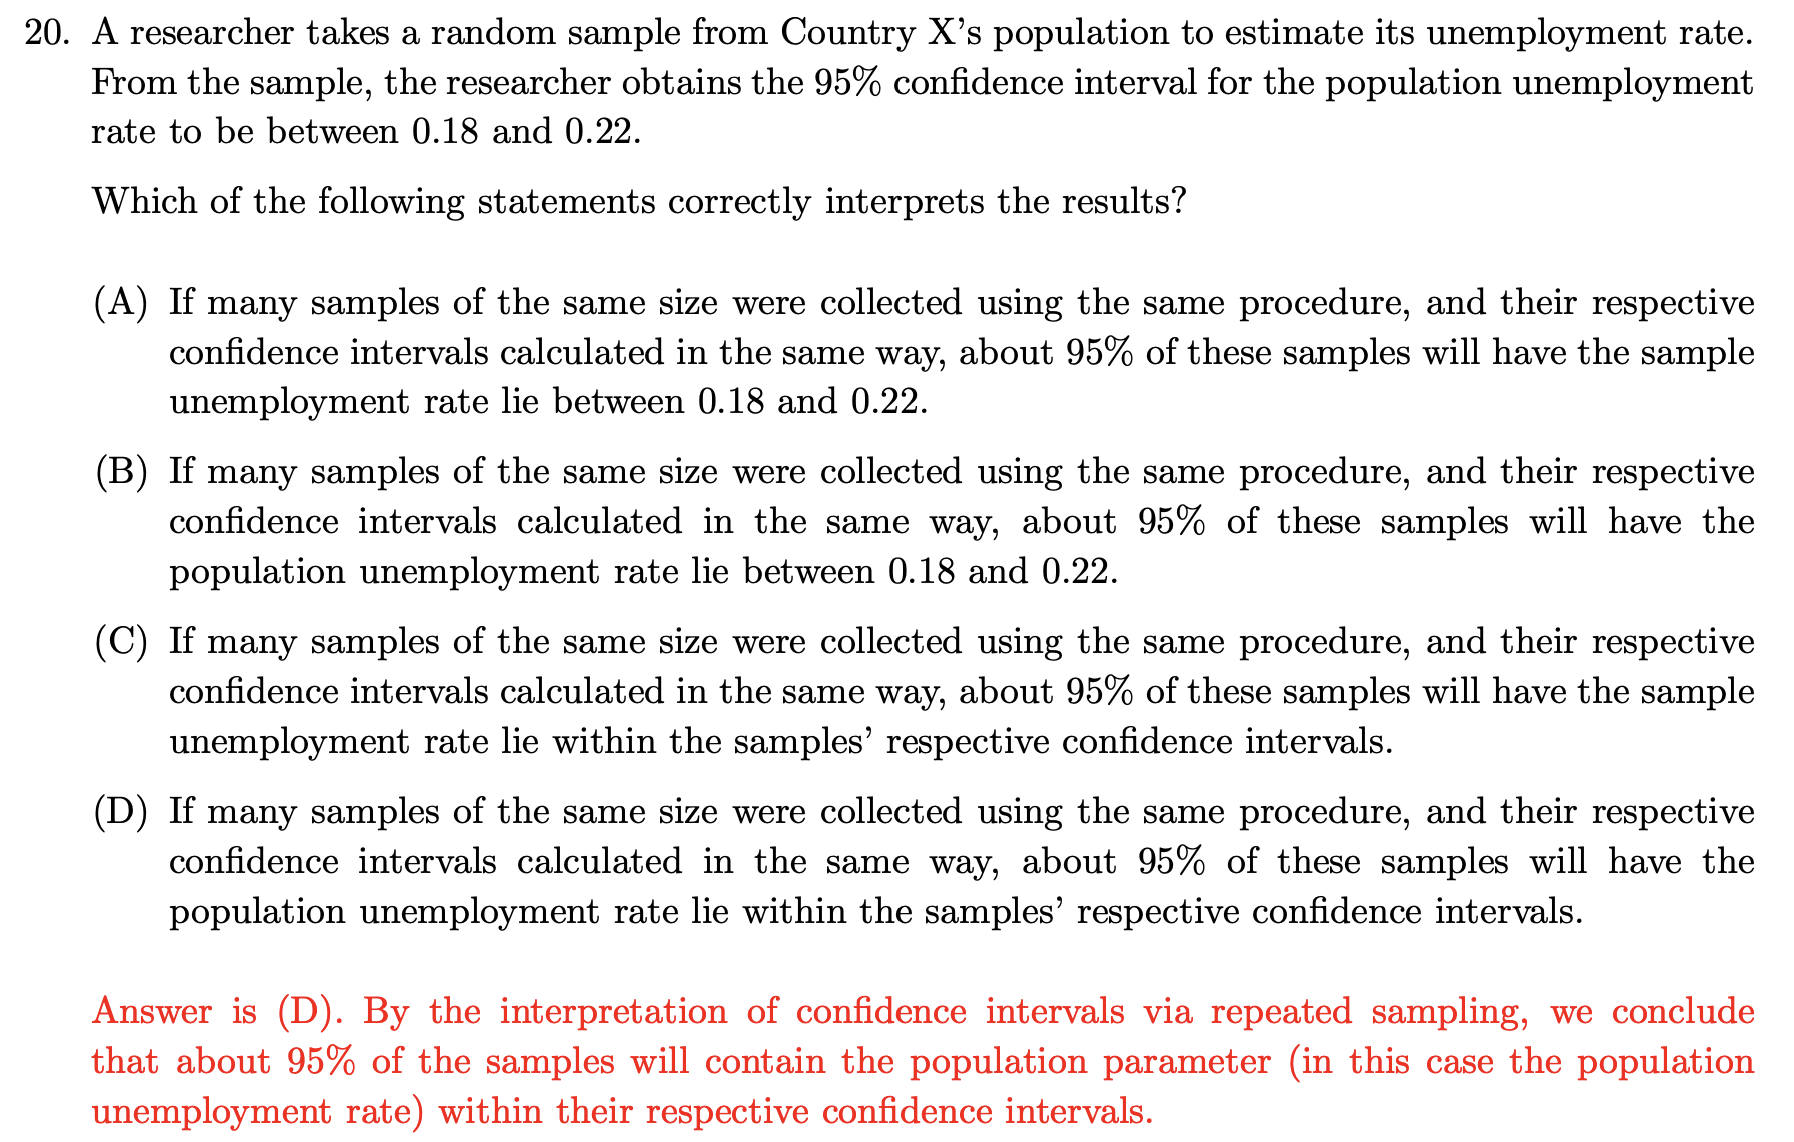 20. A researcher takes a random sample from Country X's population to estimate its unemployment rate.
From the sample, the researcher obtains the 95% confidence interval for the population unemployment
rate to be between 0.18 and 0.22.
Which of the following statements correctly interprets the results?
(A) If many samples of the same size were collected using the same procedure, and their respective
confidence intervals calculated in the same way, about 95% of these samples will have the sample
unemployment rate lie between 0.18 and 0.22.
(B) If many samples of the same size were collected using the same procedure, and their respective
confidence intervals calculated in the same way, about 95% of these samples will have the
population unemployment rate lie between 0.18 and 0.22.
(C) If many samples of the same size were collected using the same procedure, and their respective
confidence intervals calculated in the same way, about 95% of these samples will have the sample
unemployment rate lie within the samples' respective confidence intervals.
(D) If many samples of the same size were collected using the same procedure, and their respective
confidence intervals calculated in the same way, about 95% of these samples will have the
population unemployment rate lie within the samples' respective confidence intervals.
Answer is (D). By the interpretation of confidence intervals via repeated sampling, we conclude
that about 95% of the samples will contain the population parameter (in this case the population
unemployment rate) within their respective confidence intervals.